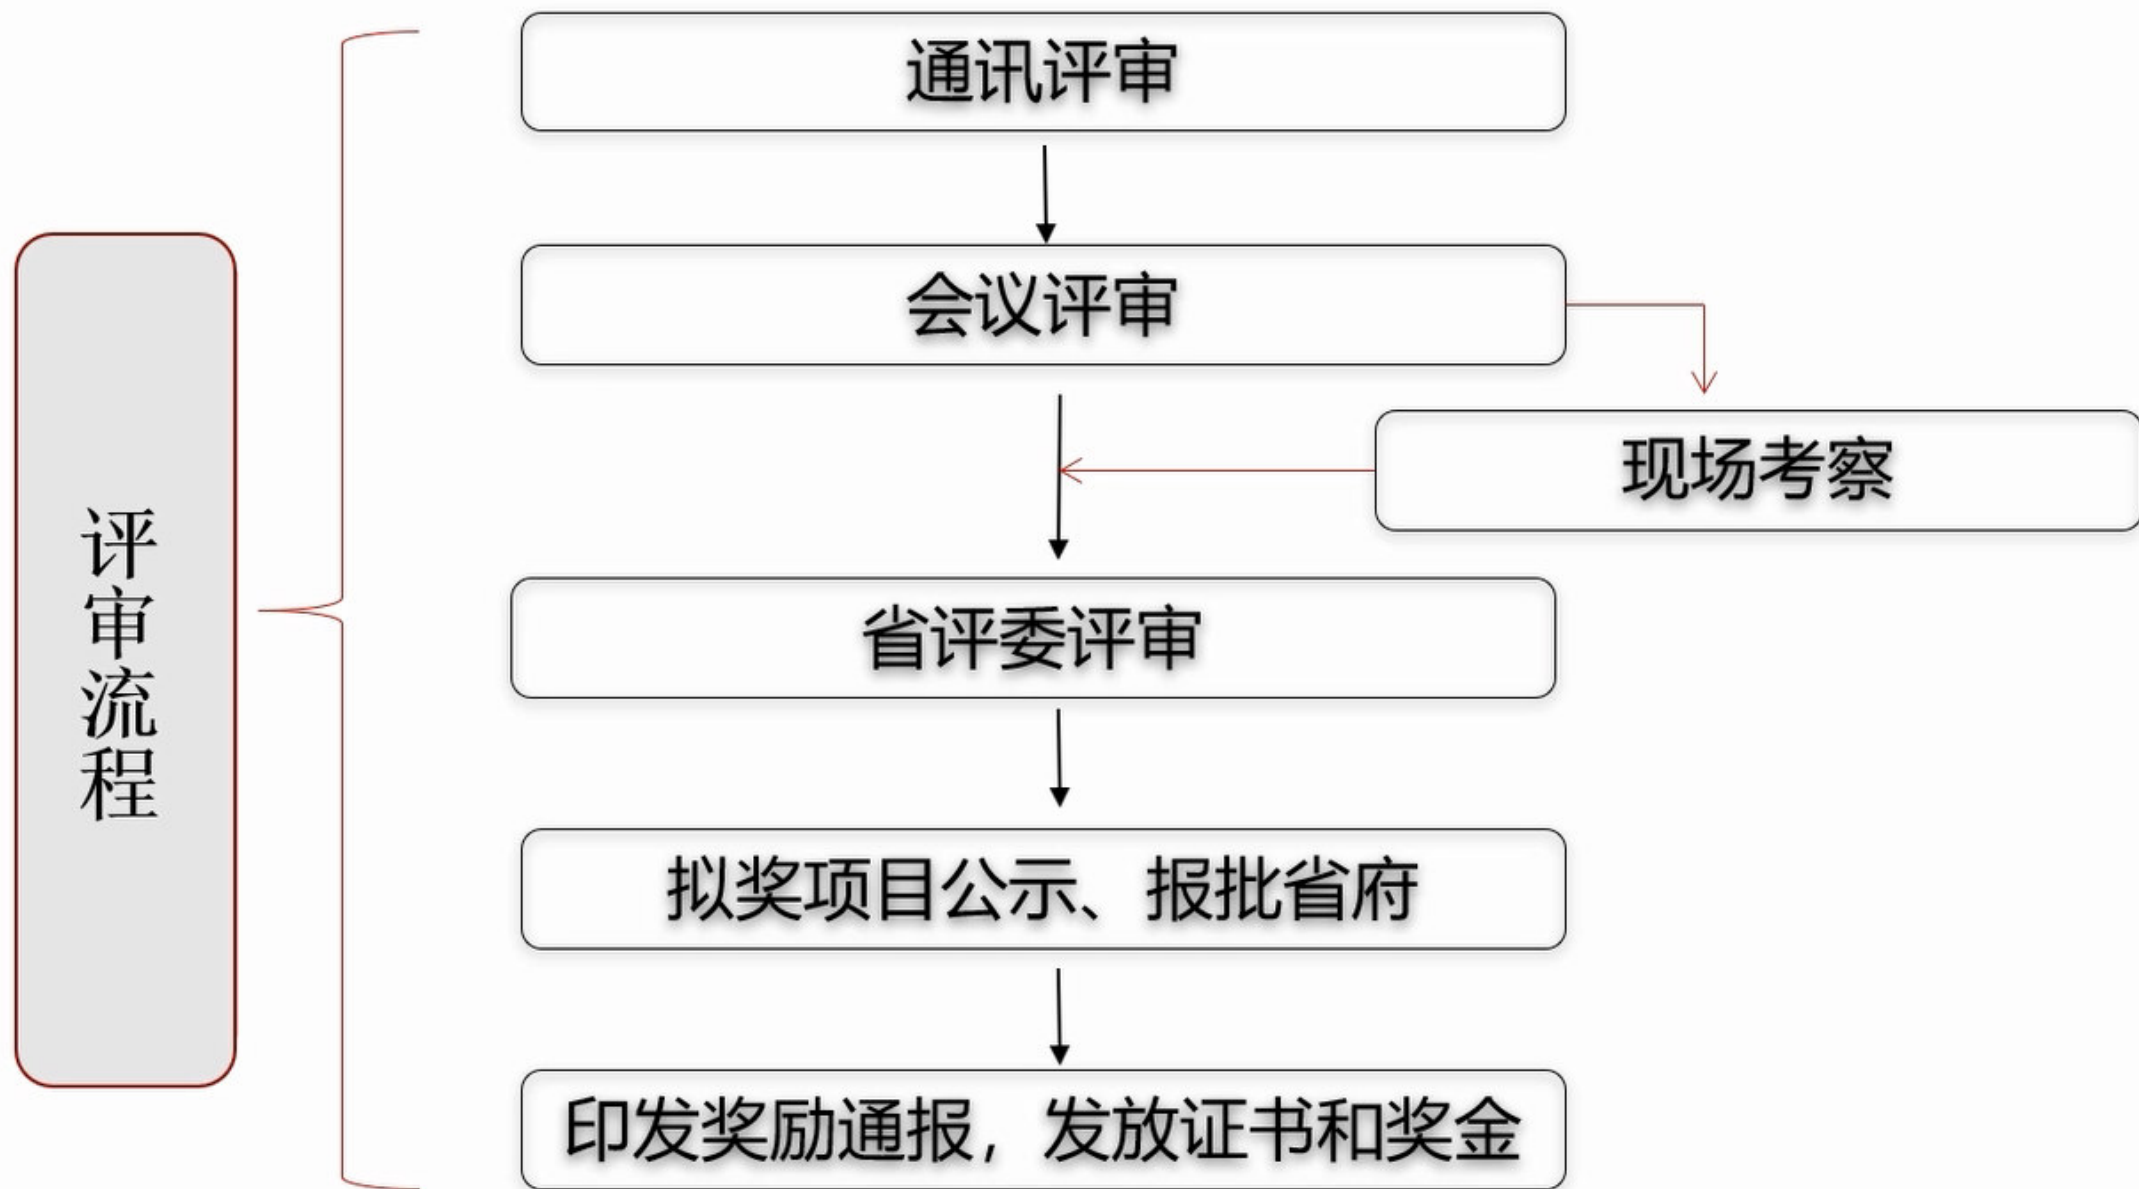 评审流程
通讯评审
会议评审
现场考察
省评委评审
拟奖项目公示、报批省府
印发奖励通报，发放证书和奖金